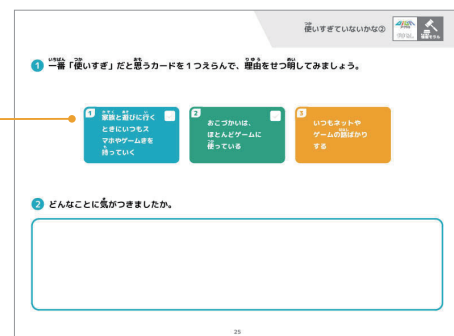 使いすぎていないかな②
1 一番「使いすぎ」だと思うカードを1つえらんで、理由をせつ明してみましょう。
1 家族と遊びに行く
ときにいつもス
マホやゲームきを
持っていく
2 おこづかいは、
ほとんどゲームに
使っている
3 いつもネットや
ゲームの話ばかり
する
2 どんなことに気がつきましたか。
25